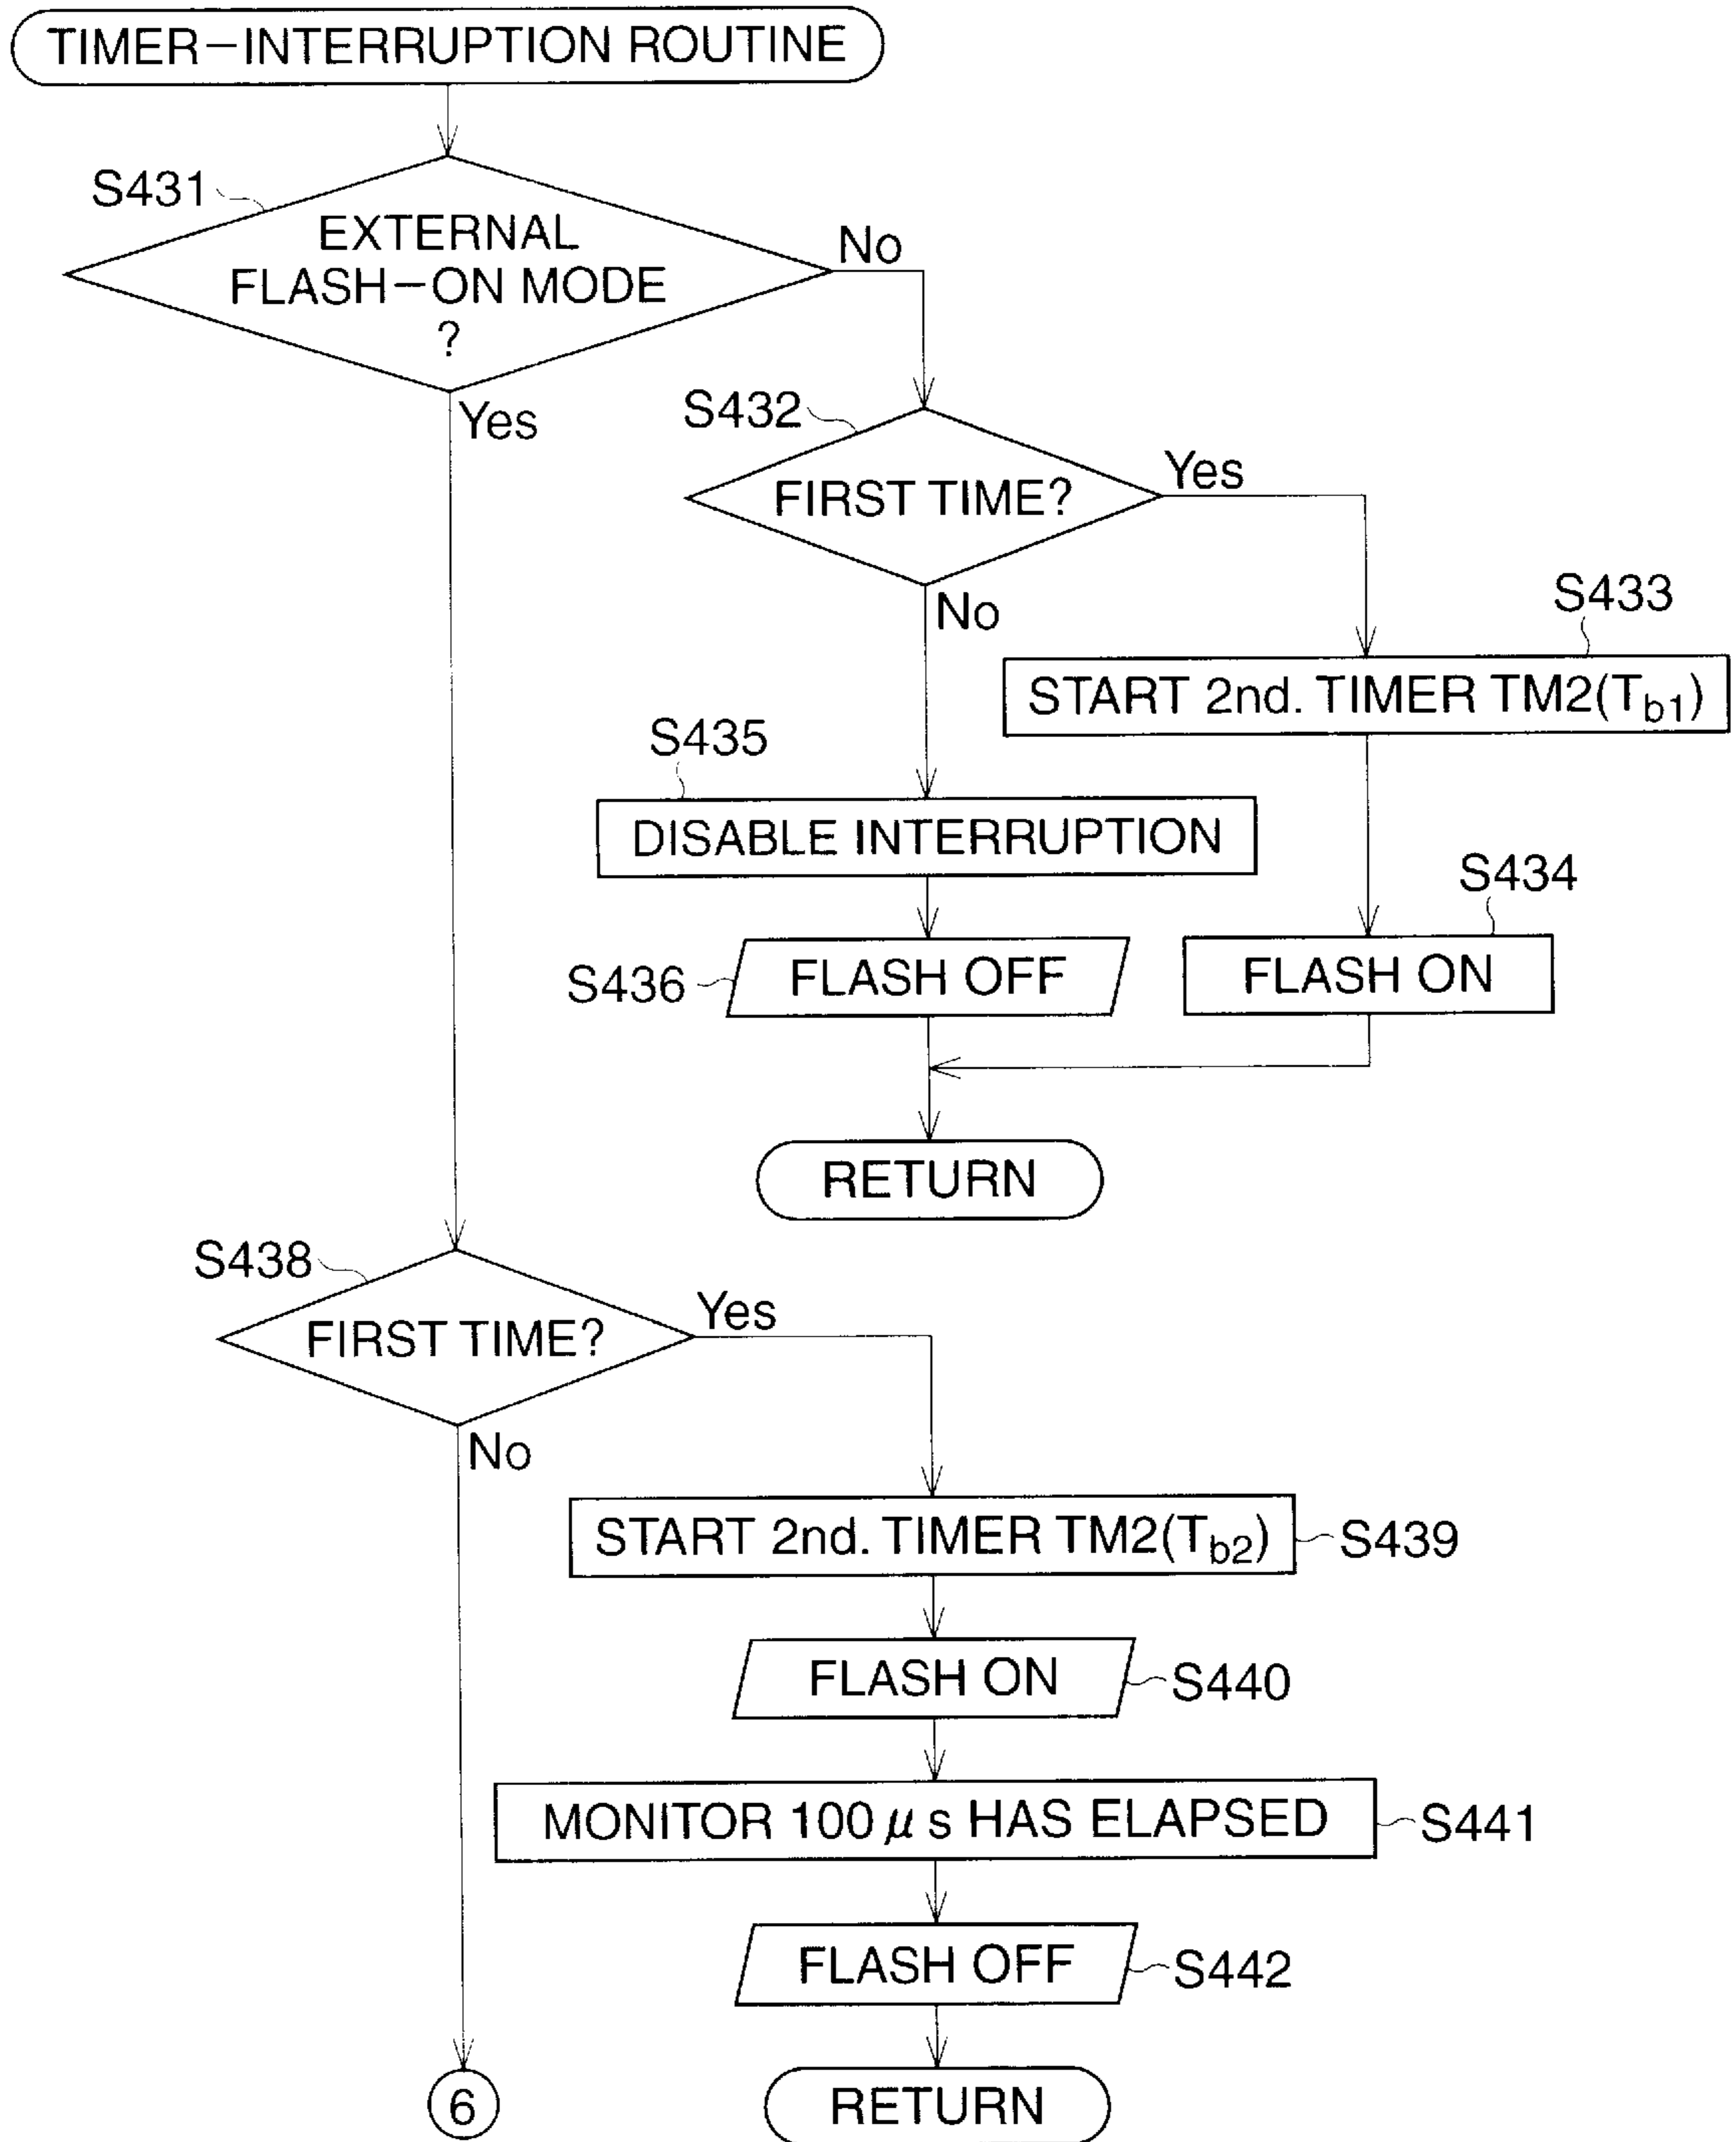 TIMER-INTERRUPTION ROUTINE
S431
EXTERNAL
FLASH-ON MODE
?
No
Yes
S432
FIRST TIME?
Yes
No
S433
START 2nd. TIMER TM2(Tb1)
S435
DISABLE INTERRUPTION
S434
FLASH ON
S436
FLASH OFF
RETURN
S438
FIRST TIME?
Yes
No
START 2nd. TIMER TM2(Tb2)
S439
FLASH ON
S440
MONITOR 100 μs HAS ELAPSED
S441
FLASH OFF
S442
6
RETURN